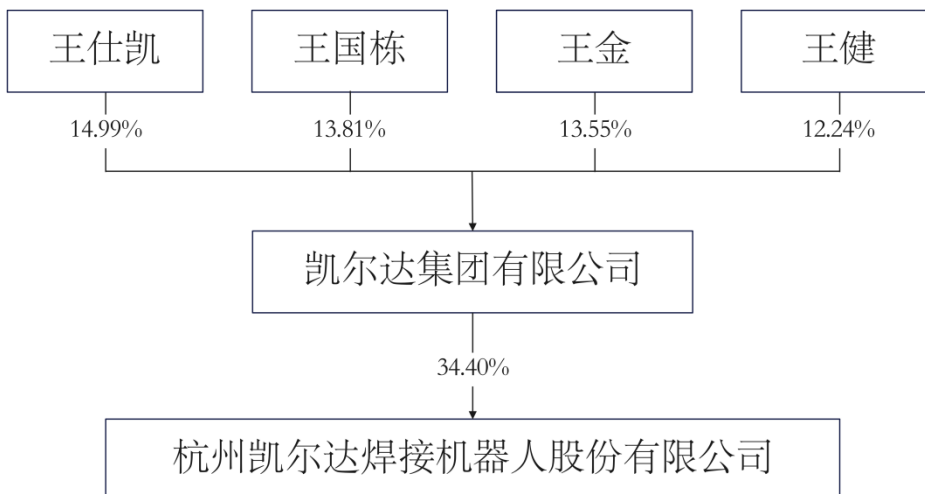 王仕凯 王国栋 王金 王健
14.99% 13.81% 13.55% 12.24%
凯尔达集团有限公司
34.40%
杭州凯尔达焊接机器人股份有限公司